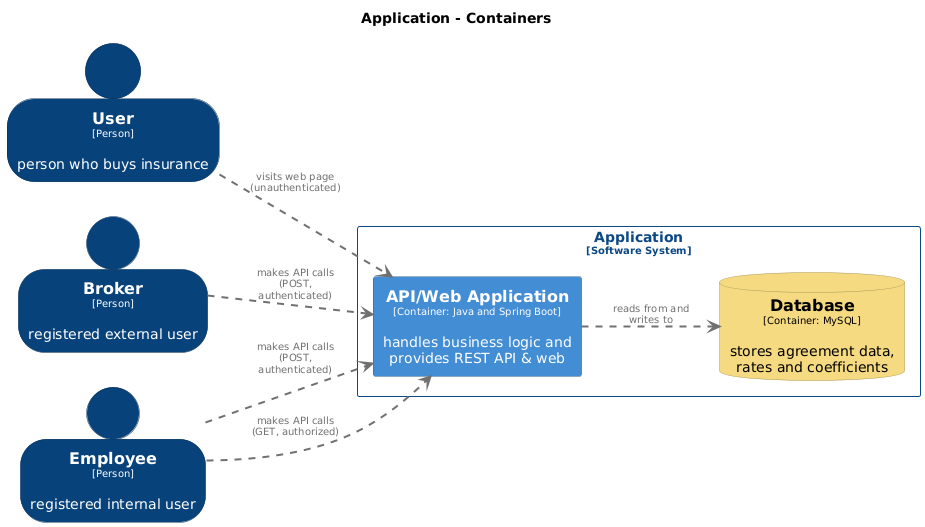 Application - Containers
User
[Person]
person who buys insurance
visits web page
(unauthenticated)
Broker
[Person]
registered external user
makes API calls
(POST,
authenticated)
Employee
[Person]
registered internal user
makes API calls
(POST,
authenticated)
makes API calls
(GET, authorized)
Application
[Software System]
API/Web Application
[Container: Java and Spring Boot]
handles business logic and
provides REST API & web
reads from and
writes to
Database
[Container: MySQL]
stores agreement data,
rates and coefficients